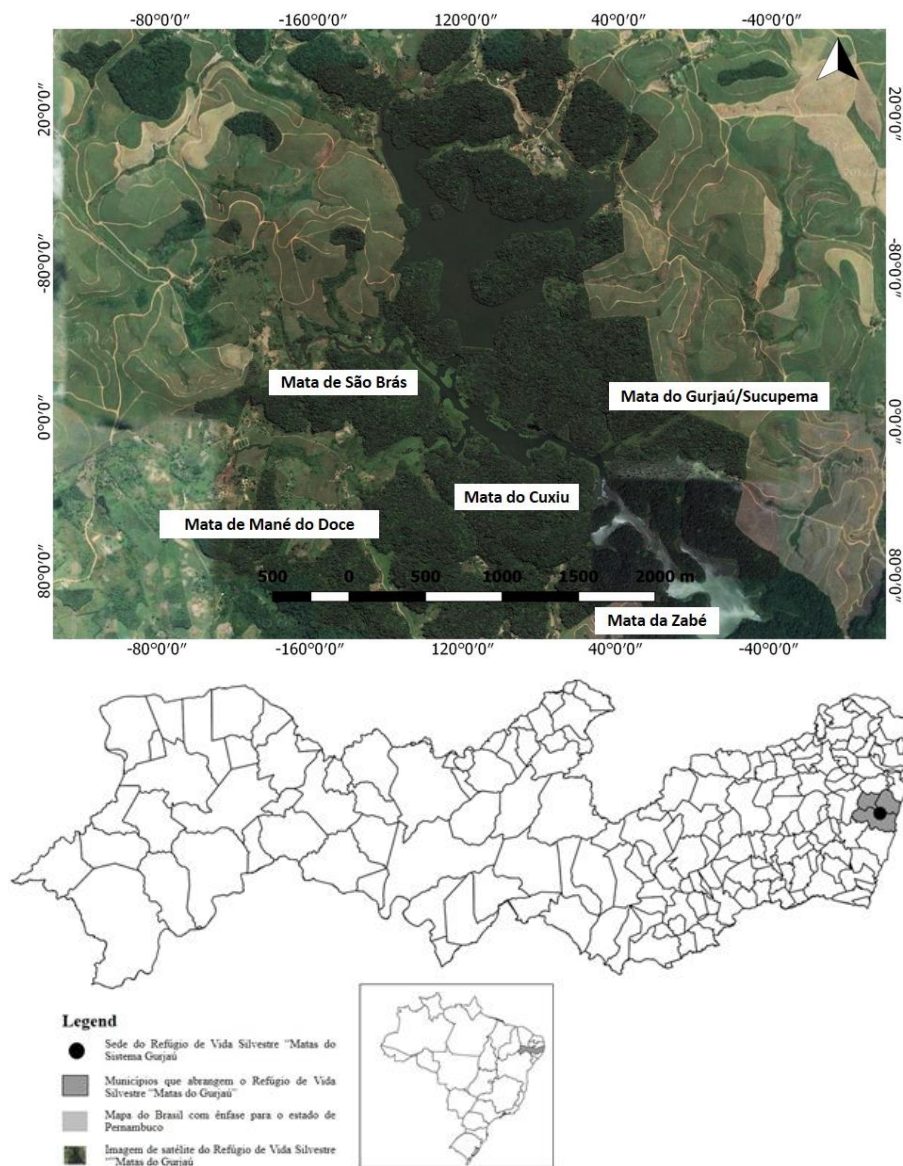 -80°0'0" -160°0'0" 120°0'0" 40°0'0" -40°0'0"
20°0'0"
20°0'0"
-80°0'0"
-80°0'0"
Mata de São Brás
Mata do Gurjaú/Sucupema
0°0'0"
0°0'0"
Mata do Cuxiu
Mata de Mané do Doce
80°0'0"
80°0'0"
500 0 500 1000 1500 2000 m
Mata da Zabé
-80°0'0" -160°0'0" 120°0'0" 40°0'0" -40°0'0"
Legend
Sede do Refúgio de Vida Silvestre "Matas do
Sistema Gurjaú
Municípios que abrangem o Refúgio de Vida
Silvestre "Matas do Gurjaú"
Mapa do Brasil com ênfase para o estado de
Pernambuco
Imagem de satélite do Refúgio de Vida Silvestre
""Matas do Gurjaú